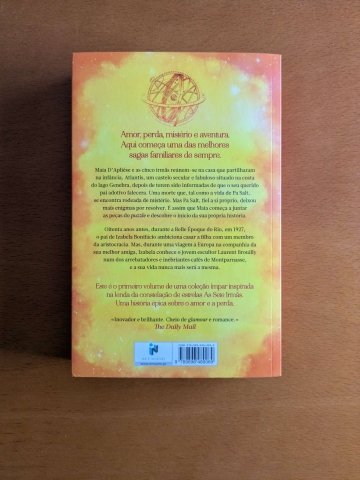 Amor, perda, mistério e aventura.
Aqui começa uma das melhores
sagas familiares de sempre.
Maia D'Aplièse e as cinco irmãs reúnem-se na casa que partilharam
na infância, Atlantis, um castelo secular e fabuloso situado na costa
do lago Genebra, depois de terem sido informadas de que o seu querido
pai adotivo faleceu. Uma morte que, tal como a vida de Pa Salt,
se encontra rodeada de mistério. Mas Pa Salt, fiel a si próprio, deixou
mais enigmas por resolver. E assim que Maia começa a juntar
as peças do puzzle e descobre o início da sua própria história.
Oitenta anos antes, durante a Belle Époque do Rio, em 1927,
o pai de Izabela Bonifácio ambiciona casar a filha com um membro
da aristocracia. Mas, durante uma viagem à Europa na companhia da
sua melhor amiga, Izabela conhece o jovem escultor Laurent Brouilly
num dos arrebatadores e inebriantes cafés de Montparnasse,
e a sua vida nunca mais será a mesma.
Este é o primeiro volume de uma coleção ímpar inspirada
na lenda da constelação de estrelas As Sete Irmãs.
Uma história épica sobre o amor e a perda.
«Inovador e brilhante. Cheio de glamour e romance.»
The Daily Mail